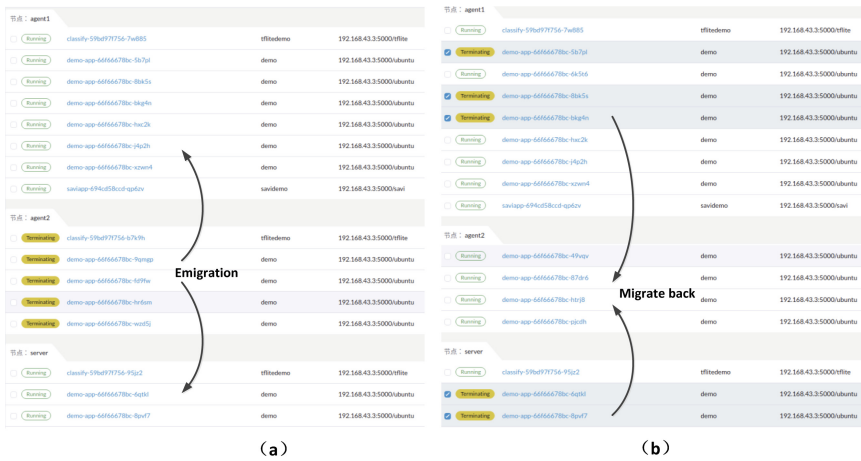 节点： agent1
Running classify-59bd97f756-7w885 tflitedemo 192.168.43.3:5000/tflite
Running demo-app-66f66678bc-5b7pl demo 192.168.43.3:5000/ubuntu
Running demo-app-66f66678bc-8bk5s demo 192.168.43.3:5000/ubuntu
Running demo-app-66f66678bc-bkg4n demo 192.168.43.3:5000/ubuntu
Running demo-app-66f66678bc-hxc2k demo 192.168.43.3:5000/ubuntu
Running demo-app-66f66678bc-j4p2h demo 192.168.43.3:5000/ubuntu
Running demo-app-66f66678bc-xzwn4 demo 192.168.43.3:5000/ubuntu
Running saviapp-694cd58ccd-qp6zv savidemo 192.168.43.3:5000/savi
节点： agent2
Terminating classify-59bd97f756-b7k9h tflitedemo 192.168.43.3:5000/tflite
Terminating demo-app-66f66678bc-9qmgp demo 192.168.43.3:5000/ubuntu
Emigration
Terminating demo-app-66f66678bc-fd9fw demo 192.168.43.3:5000/ubuntu
Terminating demo-app-66f66678bc-hr6sm demo 192.168.43.3:5000/ubuntu
Terminating demo-app-66f66678bc-wzd5j demo 192.168.43.3:5000/ubuntu
节点： server
Running classify-59bd97f756-95jz2 tflitedemo 192.168.43.3:5000/tflite
Running demo-app-66f66678bc-6qtkl demo 192.168.43.3:5000/ubuntu
Running demo-app-66f66678bc-8pvf7 demo 192.168.43.3:5000/ubuntu
（a）
节点： agent1
Running classify-59bd97f756-7w885 tflitedemo 192.168.43.3:5000/tflite
Terminating demo-app-66f66678bc-5b7pl demo 192.168.43.3:5000/ubuntu
Running demo-app-66f66678bc-6k5t6 demo 192.168.43.3:5000/ubuntu
Terminating demo-app-66f66678bc-8bk5s demo 192.168.43.3:5000/ubuntu
Terminating demo-app-66f66678bc-bkg4n demo 192.168.43.3:5000/ubuntu
Running demo-app-66f66678bc-hxc2k demo 192.168.43.3:5000/ubuntu
Running demo-app-66f66678bc-j4p2h demo 192.168.43.3:5000/ubuntu
Running demo-app-66f66678bc-xzwn4 demo 192.168.43.3:5000/ubuntu
Running saviapp-694cd58ccd-qp6zv savidemo 192.168.43.3:5000/savi
节点： agent2
Running demo-app-66f66678bc-49vqv demo 192.168.43.3:5000/ubuntu
Running demo-app-66f66678bc-87dr6 demo 192.168.43.3:5000/ubuntu
Migrate back
Running demo-app-66f66678bc-htrj8 demo 192.168.43.3:5000/ubuntu
Running demo-app-66f66678bc-pjcdh demo 192.168.43.3:5000/ubuntu
节点： server
Running classify-59bd97f756-95jz2 tflitedemo 192.168.43.3:5000/tflite
Terminating demo-app-66f66678bc-6qtkl demo 192.168.43.3:5000/ubuntu
Terminating demo-app-66f66678bc-8pvf7 demo 192.168.43.3:5000/ubuntu
（b）